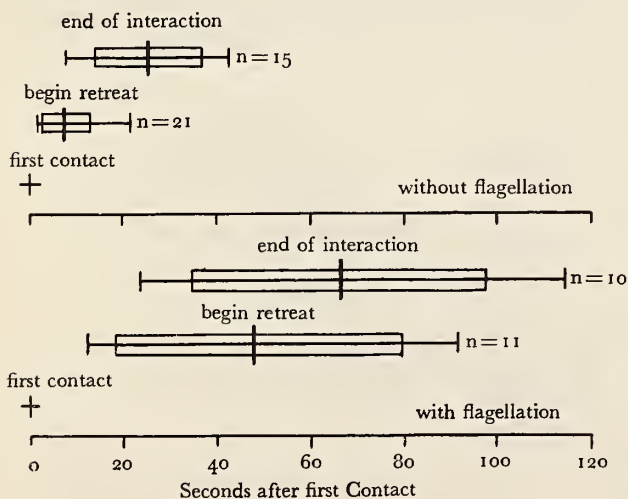 end of interaction
n=15
begin retreat
n=21
first contact
without flagellation
end of interaction
n=10
begin retreat
n=11
first contact
with flagellation
0 20 40 60 80 100 120
Seconds after first Contact